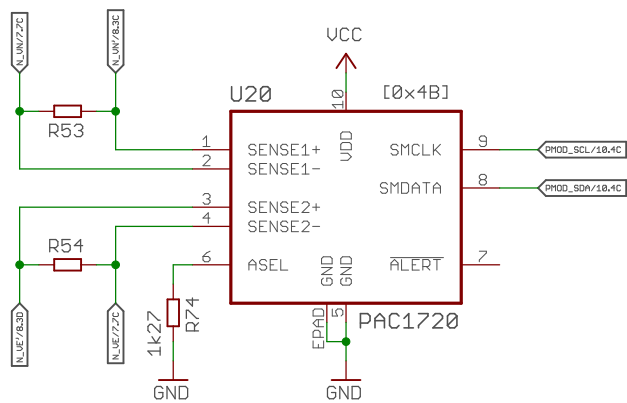 N_VN/7.7C
N_VN'/8.3C
VCC
U20
[0x4B]
R53
10
VDD
1
SENSE1+
2
SENSE1-
3
SENSE2+
4
SENSE2-
6
ASEL
SMCLK
9
PMOD_SCL/10.4C
SMDATA
8
PMOD_SDA/10.4C
ALERT
7
GND
GND
R54
N_VE'/8.3D
N_VE/7.7C
1k27
R74
EPAD
5
PAC1720
GND
GND